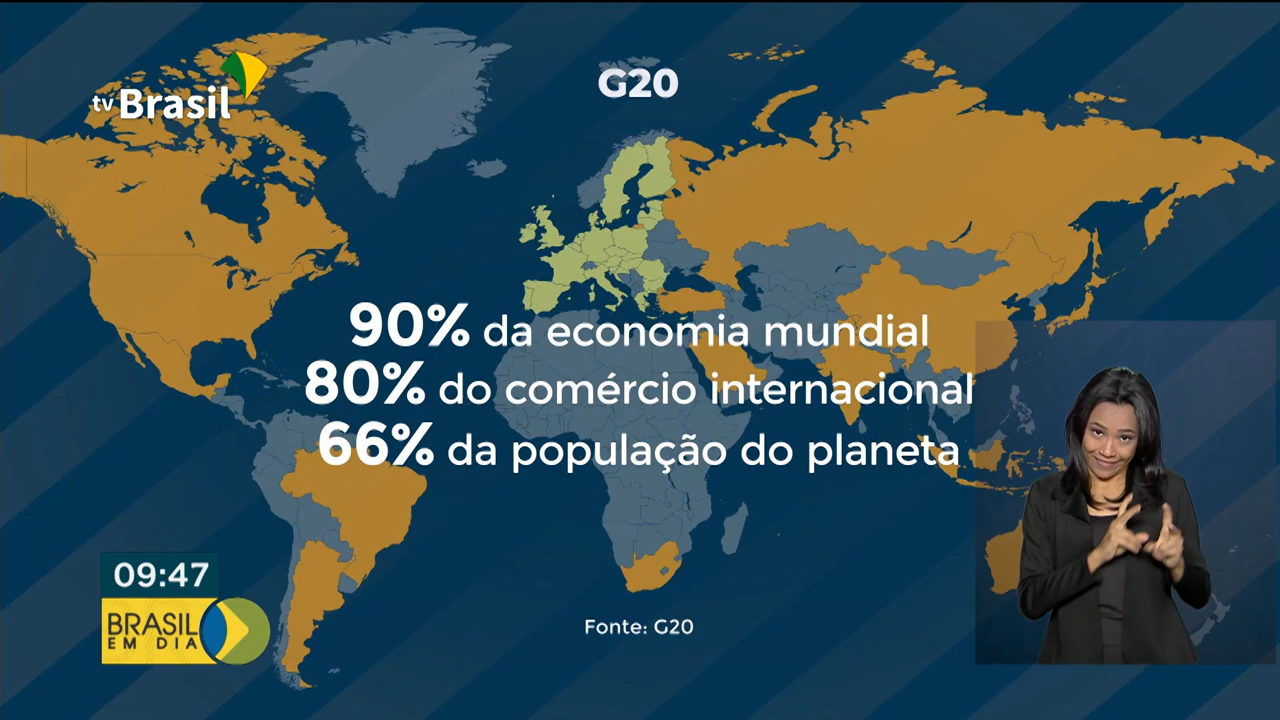 tv Brasil
G20
90% da economia mundial
80% do comércio internacional
66% da população do planeta
Fonte: G20
09:47
BRASIL
EM DIA